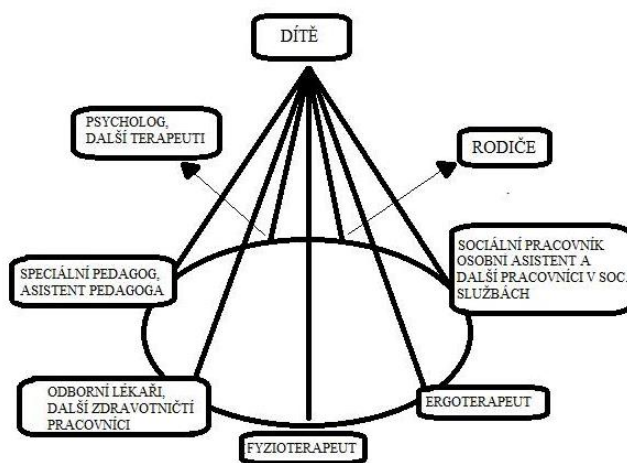 DÍTĚ
PSYCHOLOG,
DALŠÍ TERAPEUTI
RODIČE
SPECIÁLNÍ PEDAGOG,
ASISTENT PEDAGOGA
SOCIÁLNÍ PRACOVNÍK
OSOBNI ASISTENT A
DALŠÍ PRACOVNÍCI V SOC.
SLUŽBÁCH
ODBORNÍ LÉKAŘI,
DALŠÍ ZDRAVOTNIČTÍ
PRACOVNÍCI
ERGOTERAPEUT
FYZIOTERAPEUT